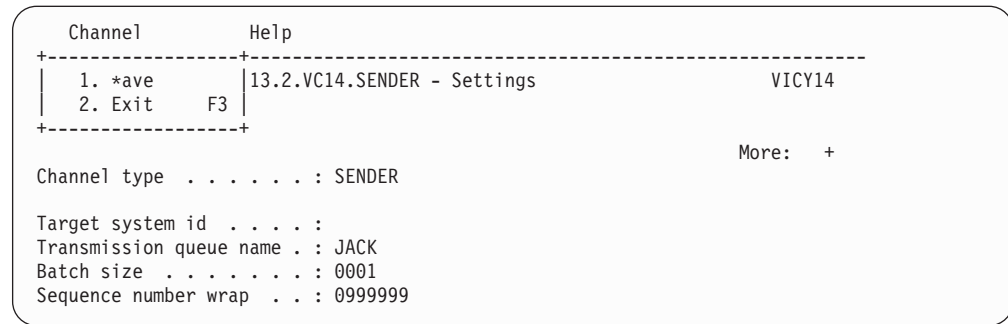 Channel Help
+------------------+----------------------------------------------------------
| 1. *ave |13.2.VC14.SENDER - Settings VICY14
| 2. Exit F3 |
+------------------+
More: +
Channel type . . . . . . : SENDER
Target system id . . . . :
Transmission queue name . : JACK
Batch size . . . . . . . : 0001
Sequence number wrap . . : 0999999